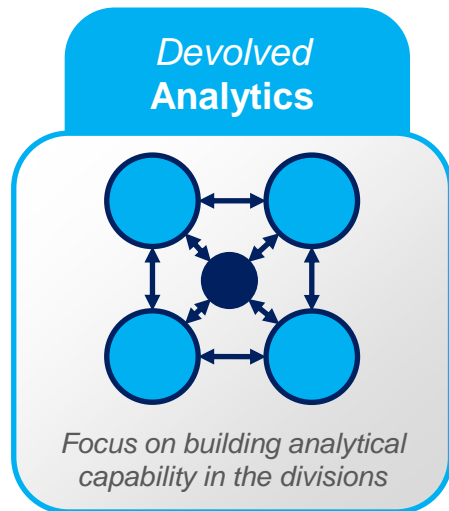 Devolved
Analytics
Focus on building analytical
capability in the divisions